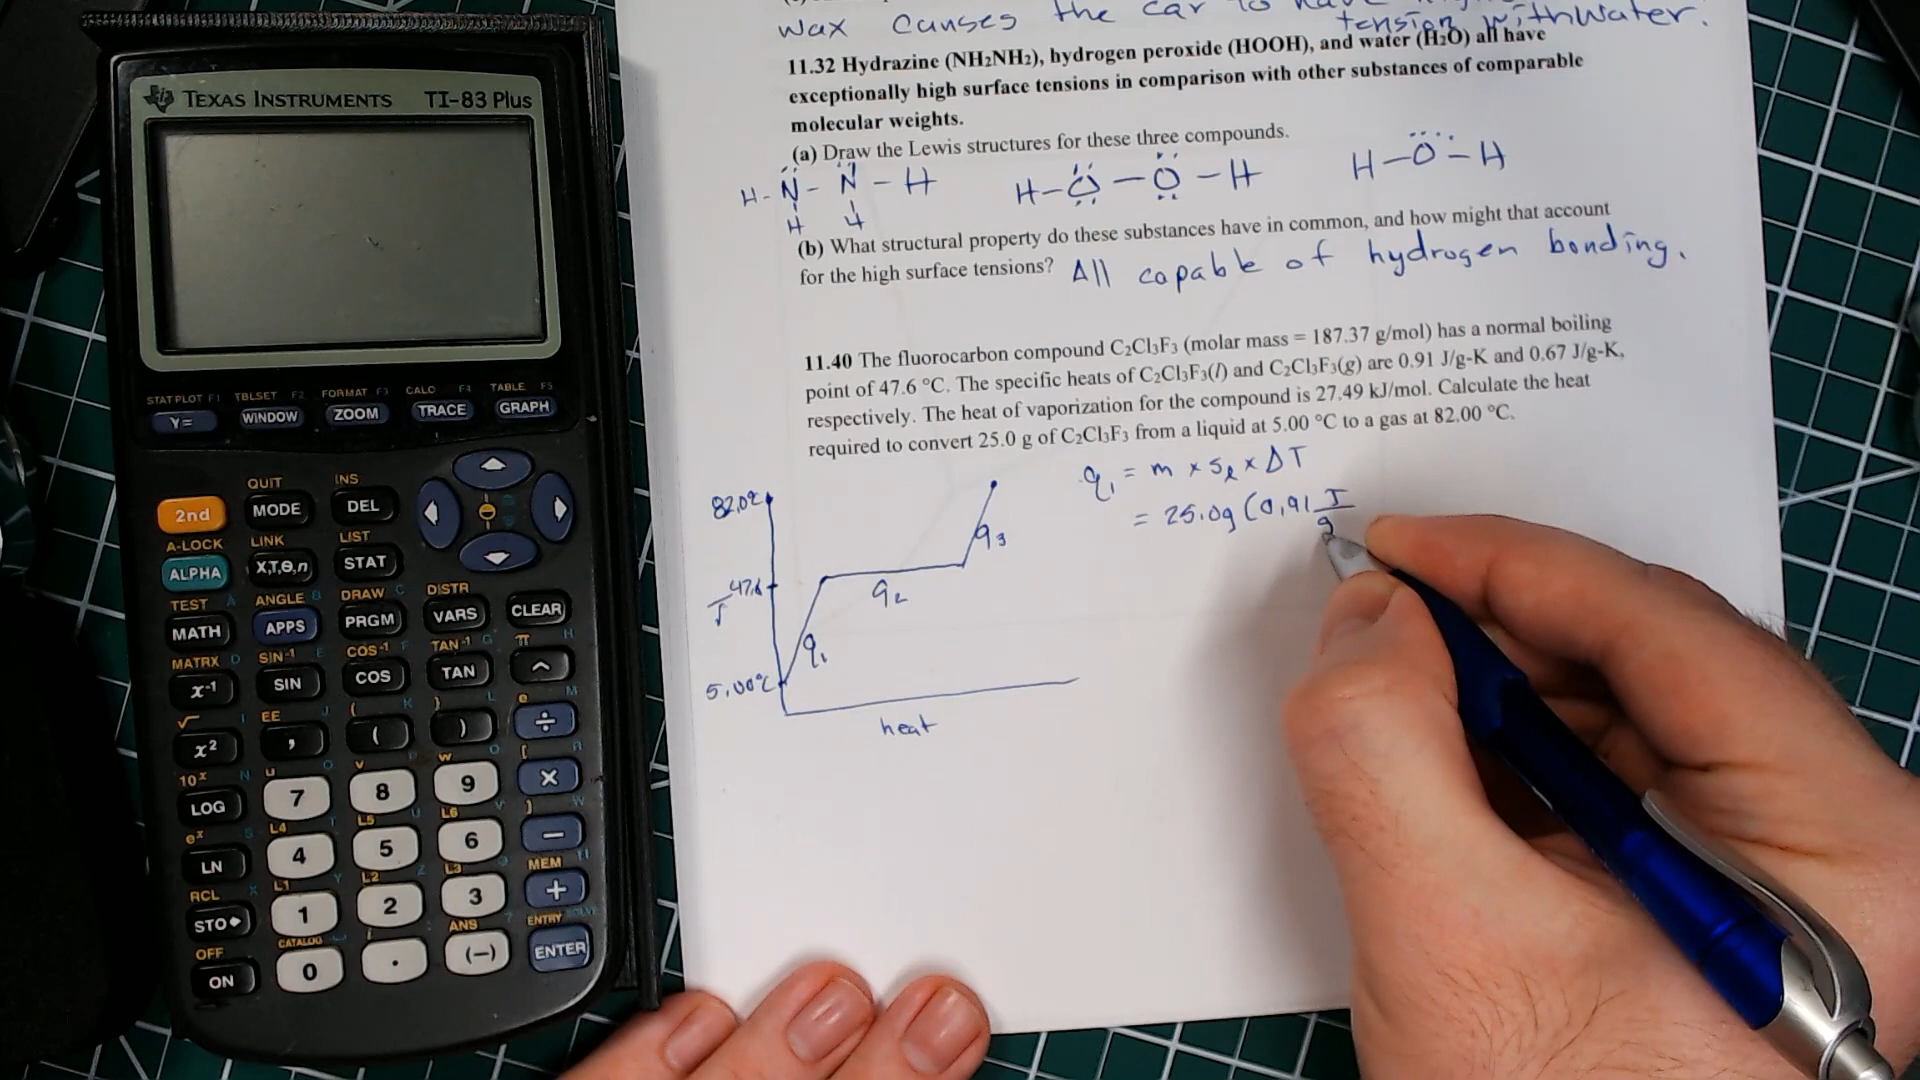 wax causes the car to have
tension with water.
11.32 Hydrazine (NH₂NH₂), hydrogen peroxide (HOOH), and water (H₂O) all have
exceptionally high surface tensions in comparison with other substances of comparable
molecular weights.
(a) Draw the Lewis structures for these three compounds.
H-N-N-H H-O-O-H H-O-H
H H
(b) What structural property do these substances have in common, and how might that account
for the high surface tensions? All capable of hydrogen bonding.
11.40 The fluorocarbon compound C₂Cl₃F₃ (molar mass = 187.37 g/mol) has a normal boiling
point of 47.6 °C. The specific heats of C₂Cl₃F₃(l) and C₂Cl₃F₃(g) are 0.91 J/g-K and 0.67 J/g-K,
respectively. The heat of vaporization for the compound is 27.49 kJ/mol. Calculate the heat
required to convert 25.0 g of C₂Cl₃F₃ from a liquid at 5.00 °C to a gas at 82.00 °C.
q₁ = m × sₗ × ΔT
= 25.0g (0.91 J
g
82.0°C
q₃
47.6
q₂
T
q₁
5.00°C
heat
TEXAS INSTRUMENTS TI-83 Plus
STAT PLOT F1 TBLSET F2 FORMAT F3 CALC F4 TABLE F5
Y= WINDOW ZOOM TRACE GRAPH
QUIT INS
2nd MODE DEL
A-LOCK LINK LIST
ALPHA X,T,θ,n STAT
TEST A ANGLE B DRAW C DISTR
MATH APPS PRGM VARS CLEAR
MATRX D SIN⁻¹ E COS⁻¹ F TAN⁻¹ G π H
x⁻¹ SIN COS TAN ^
√ I EE J ( K ) L e M
x² , ( ) ÷
10ˣ N u O v P w Q [ R
LOG 7 8 9 ×
eˣ S L4 T L5 U L6 V ] W
LN 4 5 6 −
RCL X L1 Y L2 Z L3 θ MEM "
STO▸ 1 2 3 +
OFF CATALOG i ANS ? ENTRY SOLVE
ON 0 . (−) ENTER